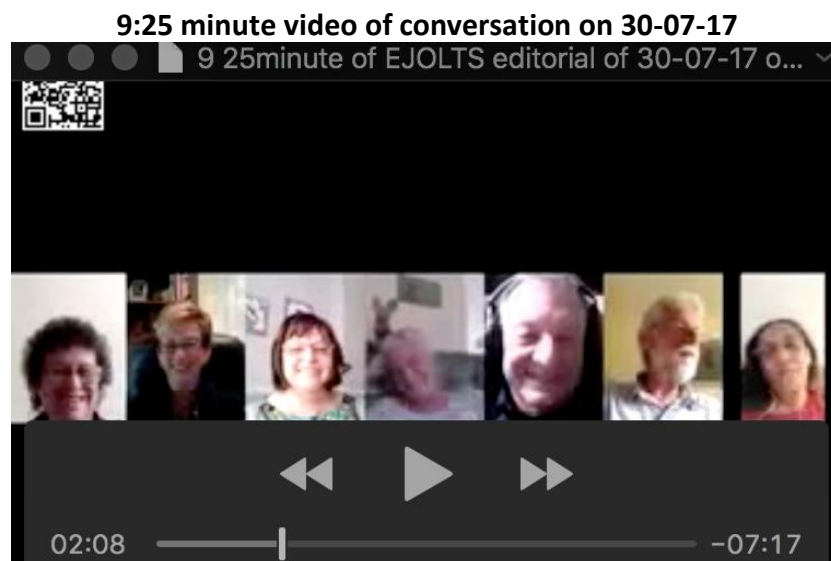 9:25 minute video of conversation on 30-07-17
9 25minute of EJOLTS editorial of 30-07-17 o...
02:08
−07:17